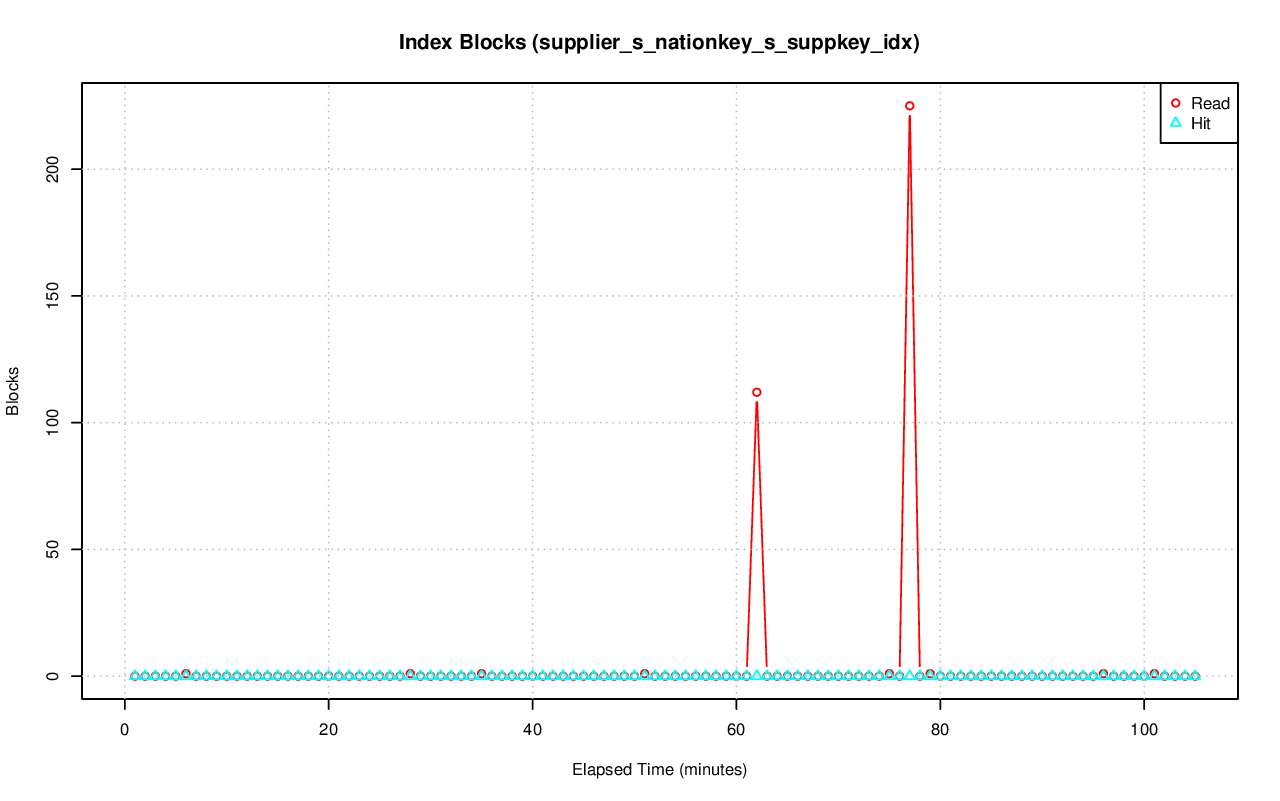 Index Blocks (supplier_s_nationkey_s_suppkey_idx)
Read
Hit
Blocks
200
150
100
50
0
0 20 40 60 80 100
Elapsed Time (minutes)